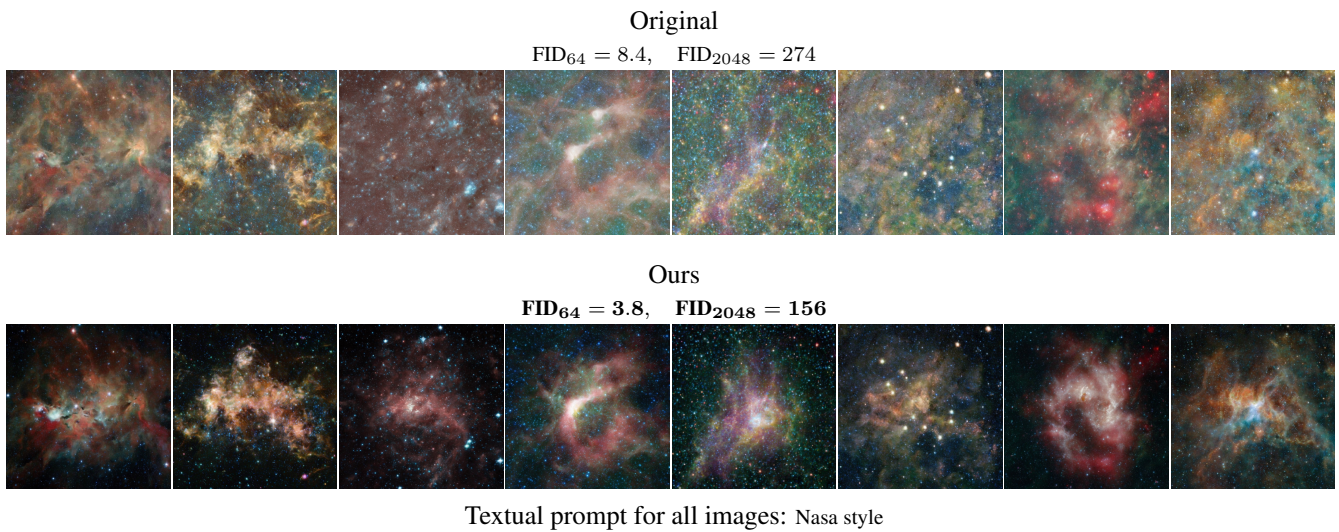 Original
FID64 = 8.4, FID2048 = 274
Ours
FID64 = 3.8, FID2048 = 156
Textual prompt for all images: Nasa style